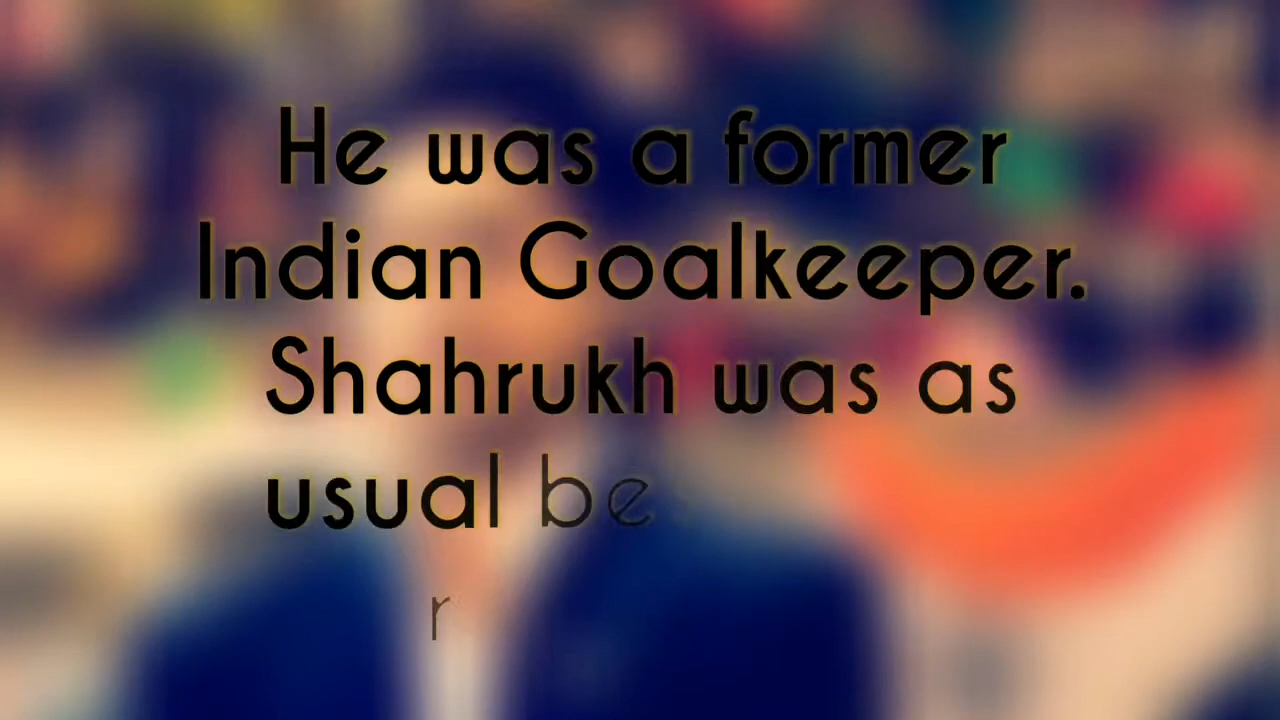 He was a former
Indian Goalkeeper.
Shahrukh was as
usual be
r